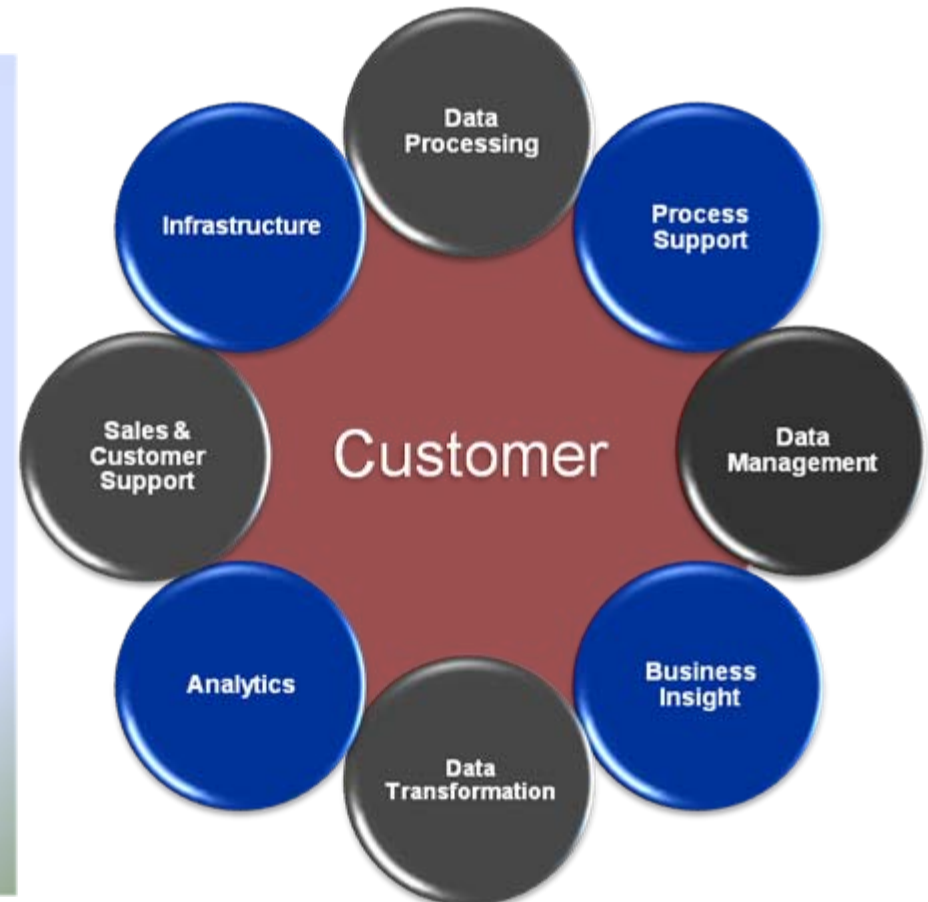 Data
Processing
Process
Support
Data
Management
Business
Insight
Data
Transformation
Analytics
Sales &
Customer
Support
Infrastructure
Customer